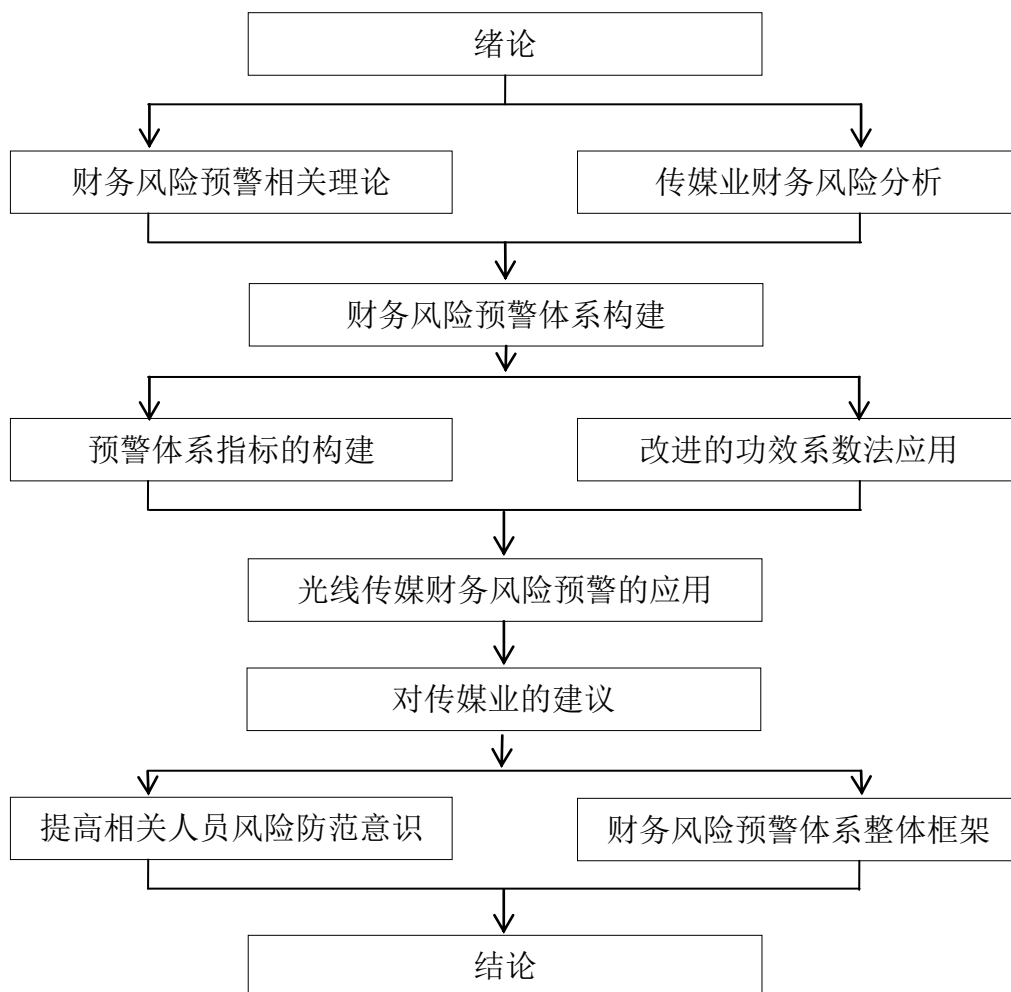 绪论
财务风险预警相关理论
传媒业财务风险分析
财务风险预警体系构建
预警体系指标的构建
改进的功效系数法应用
光线传媒财务风险预警的应用
对传媒业的建议
提高相关人员风险防范意识
财务风险预警体系整体框架
结论